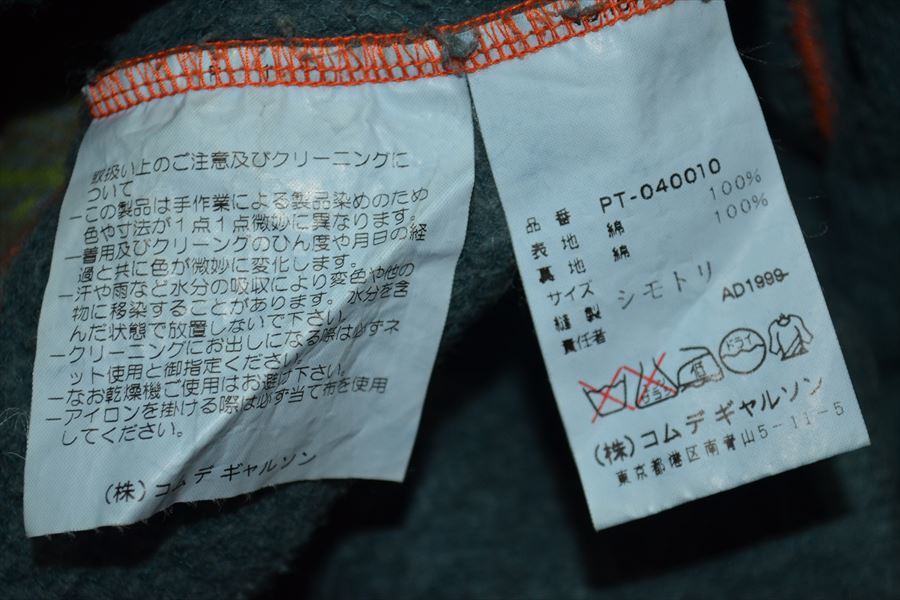 取扱い上のご注意及びクリーニングに
ついて
－この製品は手作業による製品染めのため
色や寸法が1点1点微妙に異なります。
－着用及びクリーニングのひん度や月日の経
過と共に色が微妙に変化します。
－汗や雨など水分の吸収により変色や他の
物に移染することがあります。水分を含
んだ状態で放置しないで下さい。
－クリーニングにお出しになる際は必ずネ
ット使用と御指定ください。
－なお乾燥機ご使用はお避け下さい。
－アイロンを掛ける際は必ず当て布を使用
してください。
(株)コム デ ギャルソン
品番 PT-040010
表地 綿 100%
裏地 綿 100%
サイズ
縫製 シモトリ
責任者 AD1999
低 ドライ
(株)コム デ ギャルソン
東京都港区南青山5-11-5